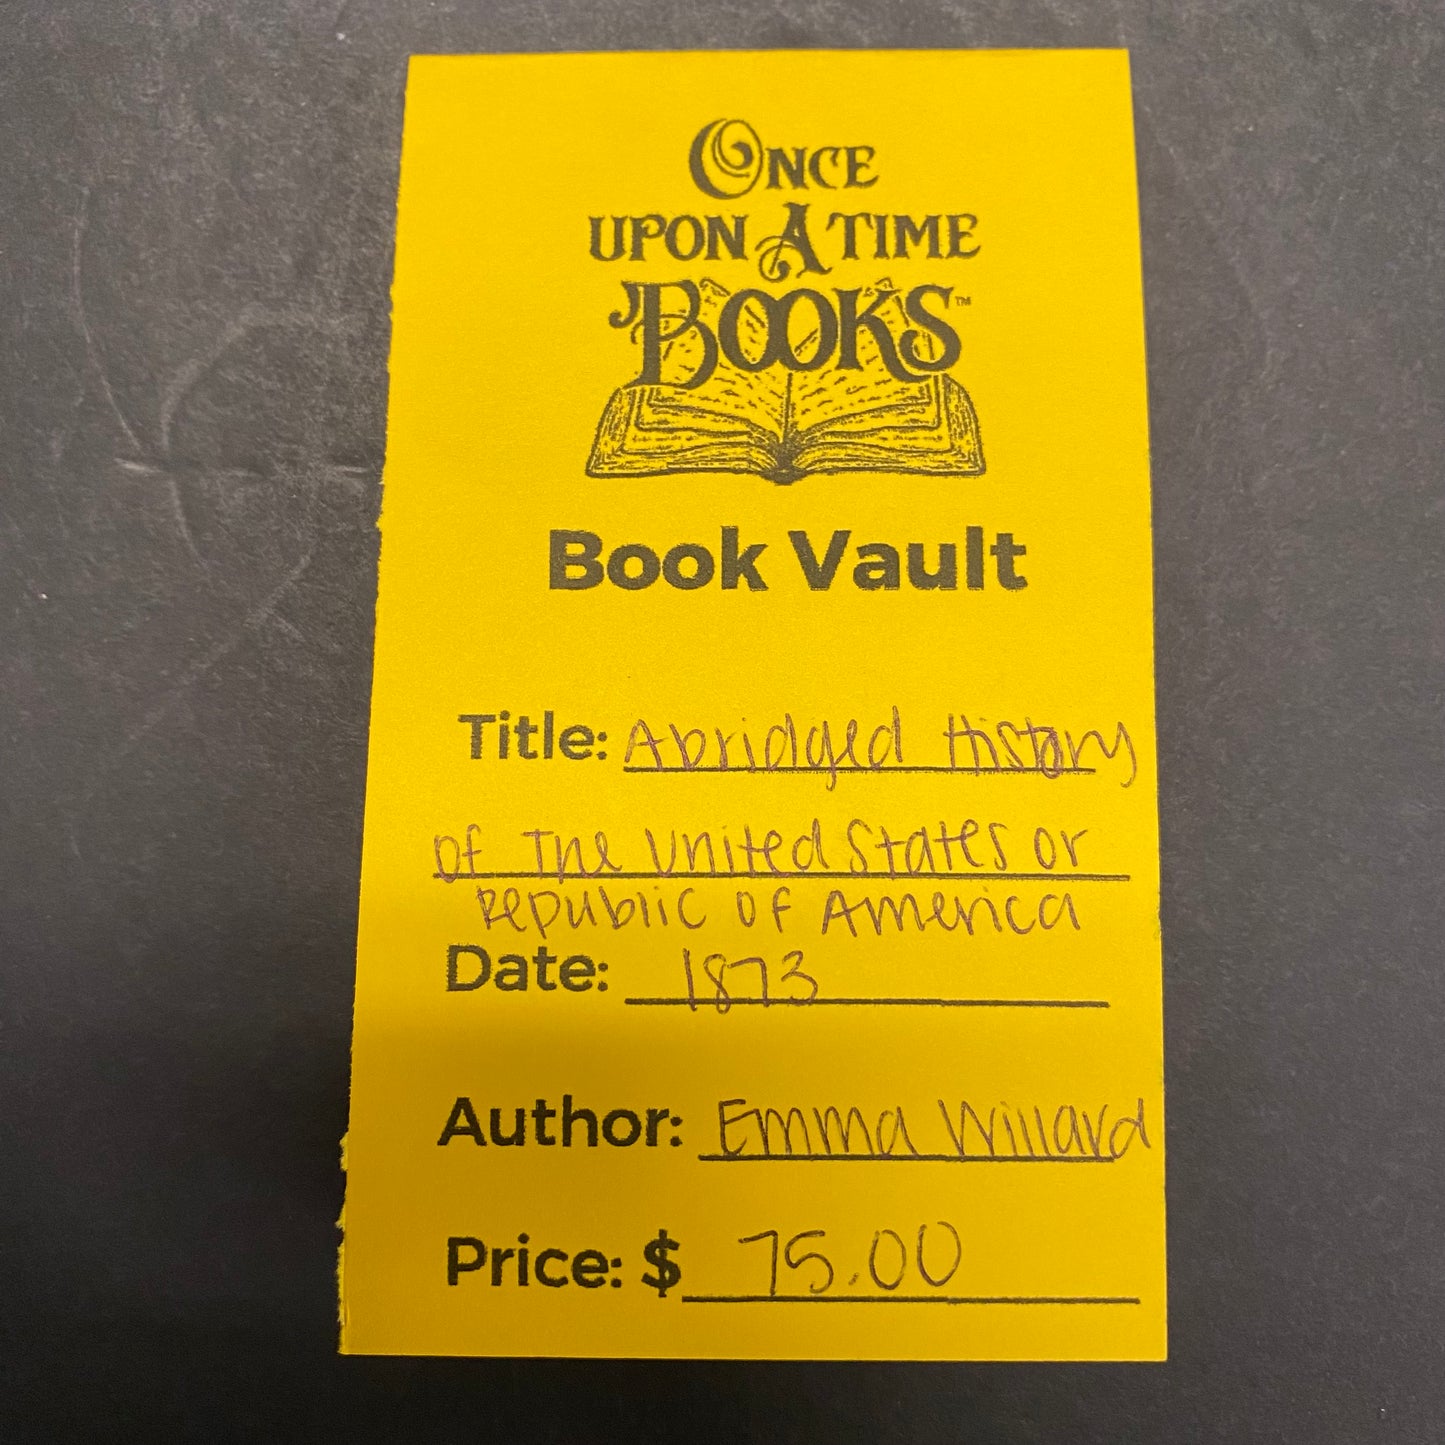 ONCE
UPON A TIME
BOOKS™
Book Vault
Title: Abridged History
of The United States or
Republic of America
Date: 1873
Author: Emma Willard
Price: $ 75.00